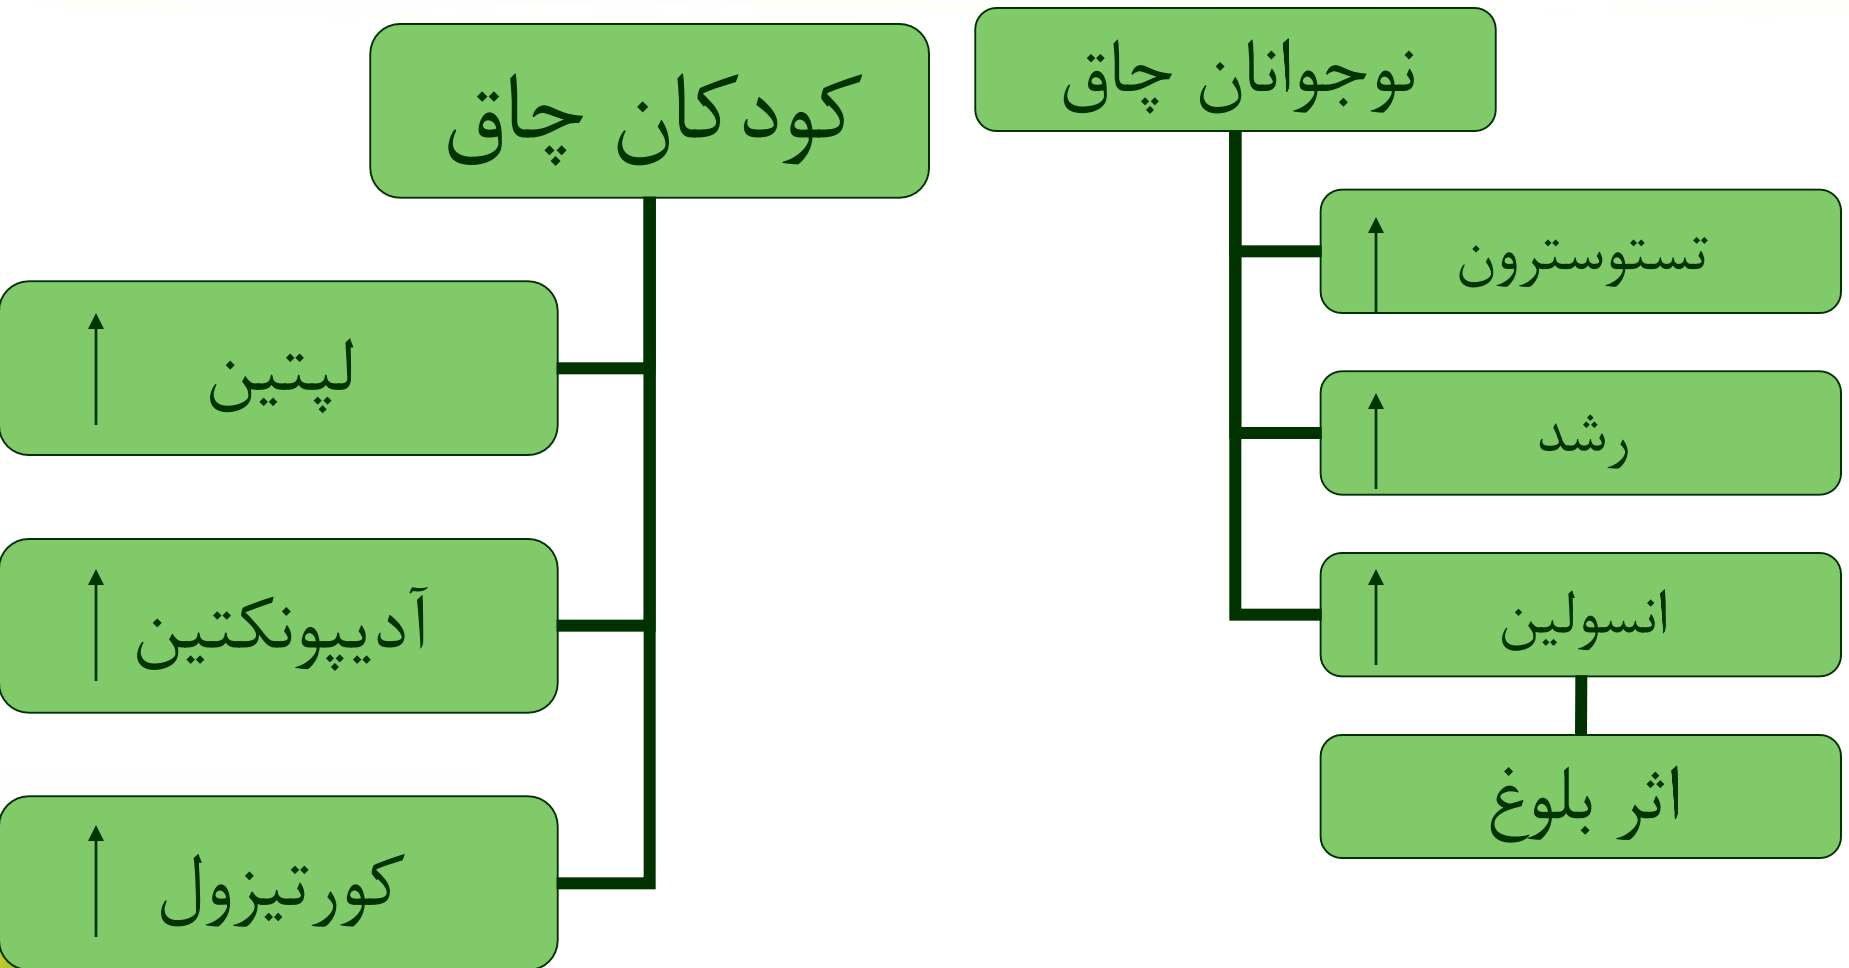 نوجوانان چاق
تستوسترون
رشد
انسولین
اثر بلوغ
کودکان چاق
لپتین
آدیپونکتین
کورتیزول